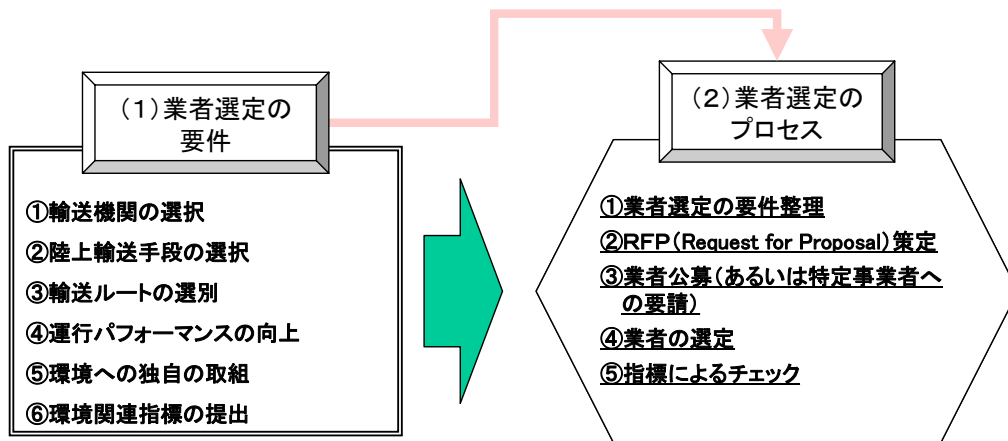 (1)業者選定の
要件
①輸送機関の選択
②陸上輸送手段の選択
③輸送ルートの選別
④運行パフォーマンスの向上
⑤環境への独自の取組
⑥環境関連指標の提出
(2)業者選定の
プロセス
①業者選定の要件整理
②RFP(Request for Proposal)策定
③業者公募(あるいは特定事業者へ
の要請)
④業者の選定
⑤指標によるチェック